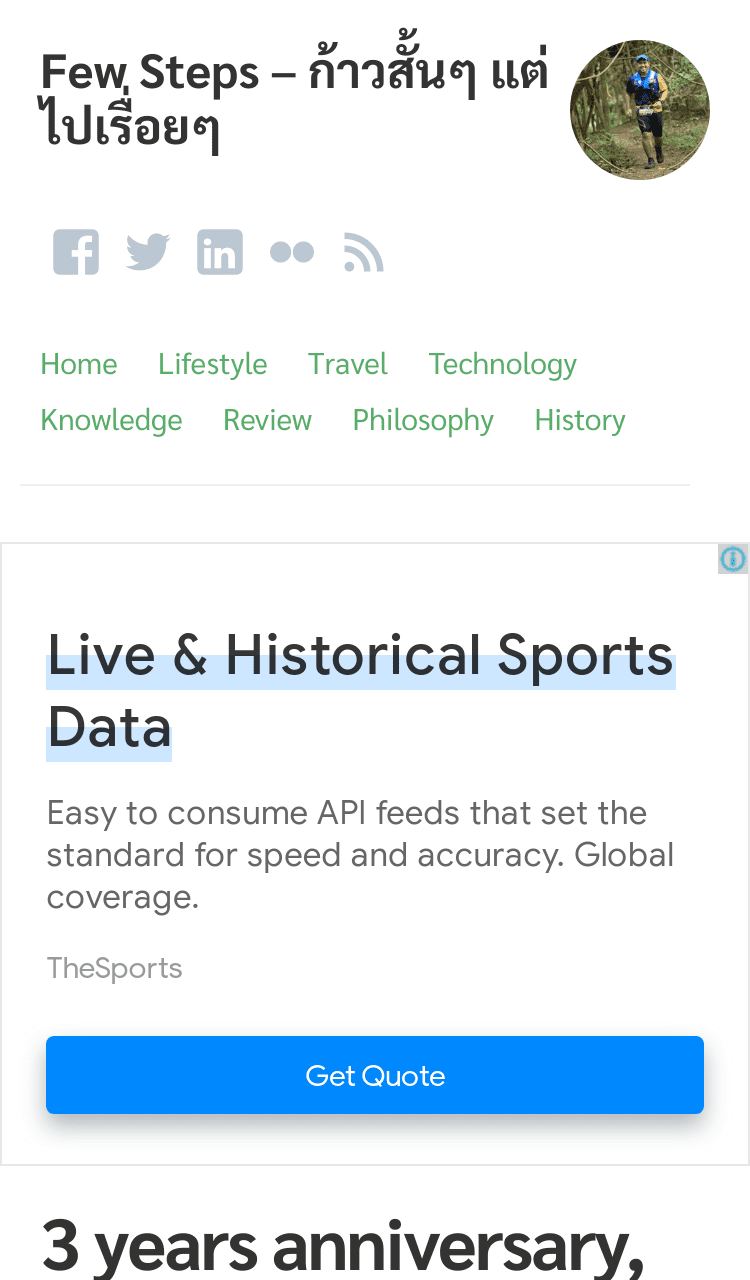 Few Steps – ก้าวสั้นๆ แต่
ไปเรื่อยๆ
Home Lifestyle Travel Technology
Knowledge Review Philosophy History
Live & Historical Sports
Data
Easy to consume API feeds that set the
standard for speed and accuracy. Global
coverage.
TheSports
Get Quote
3 years anniversary,